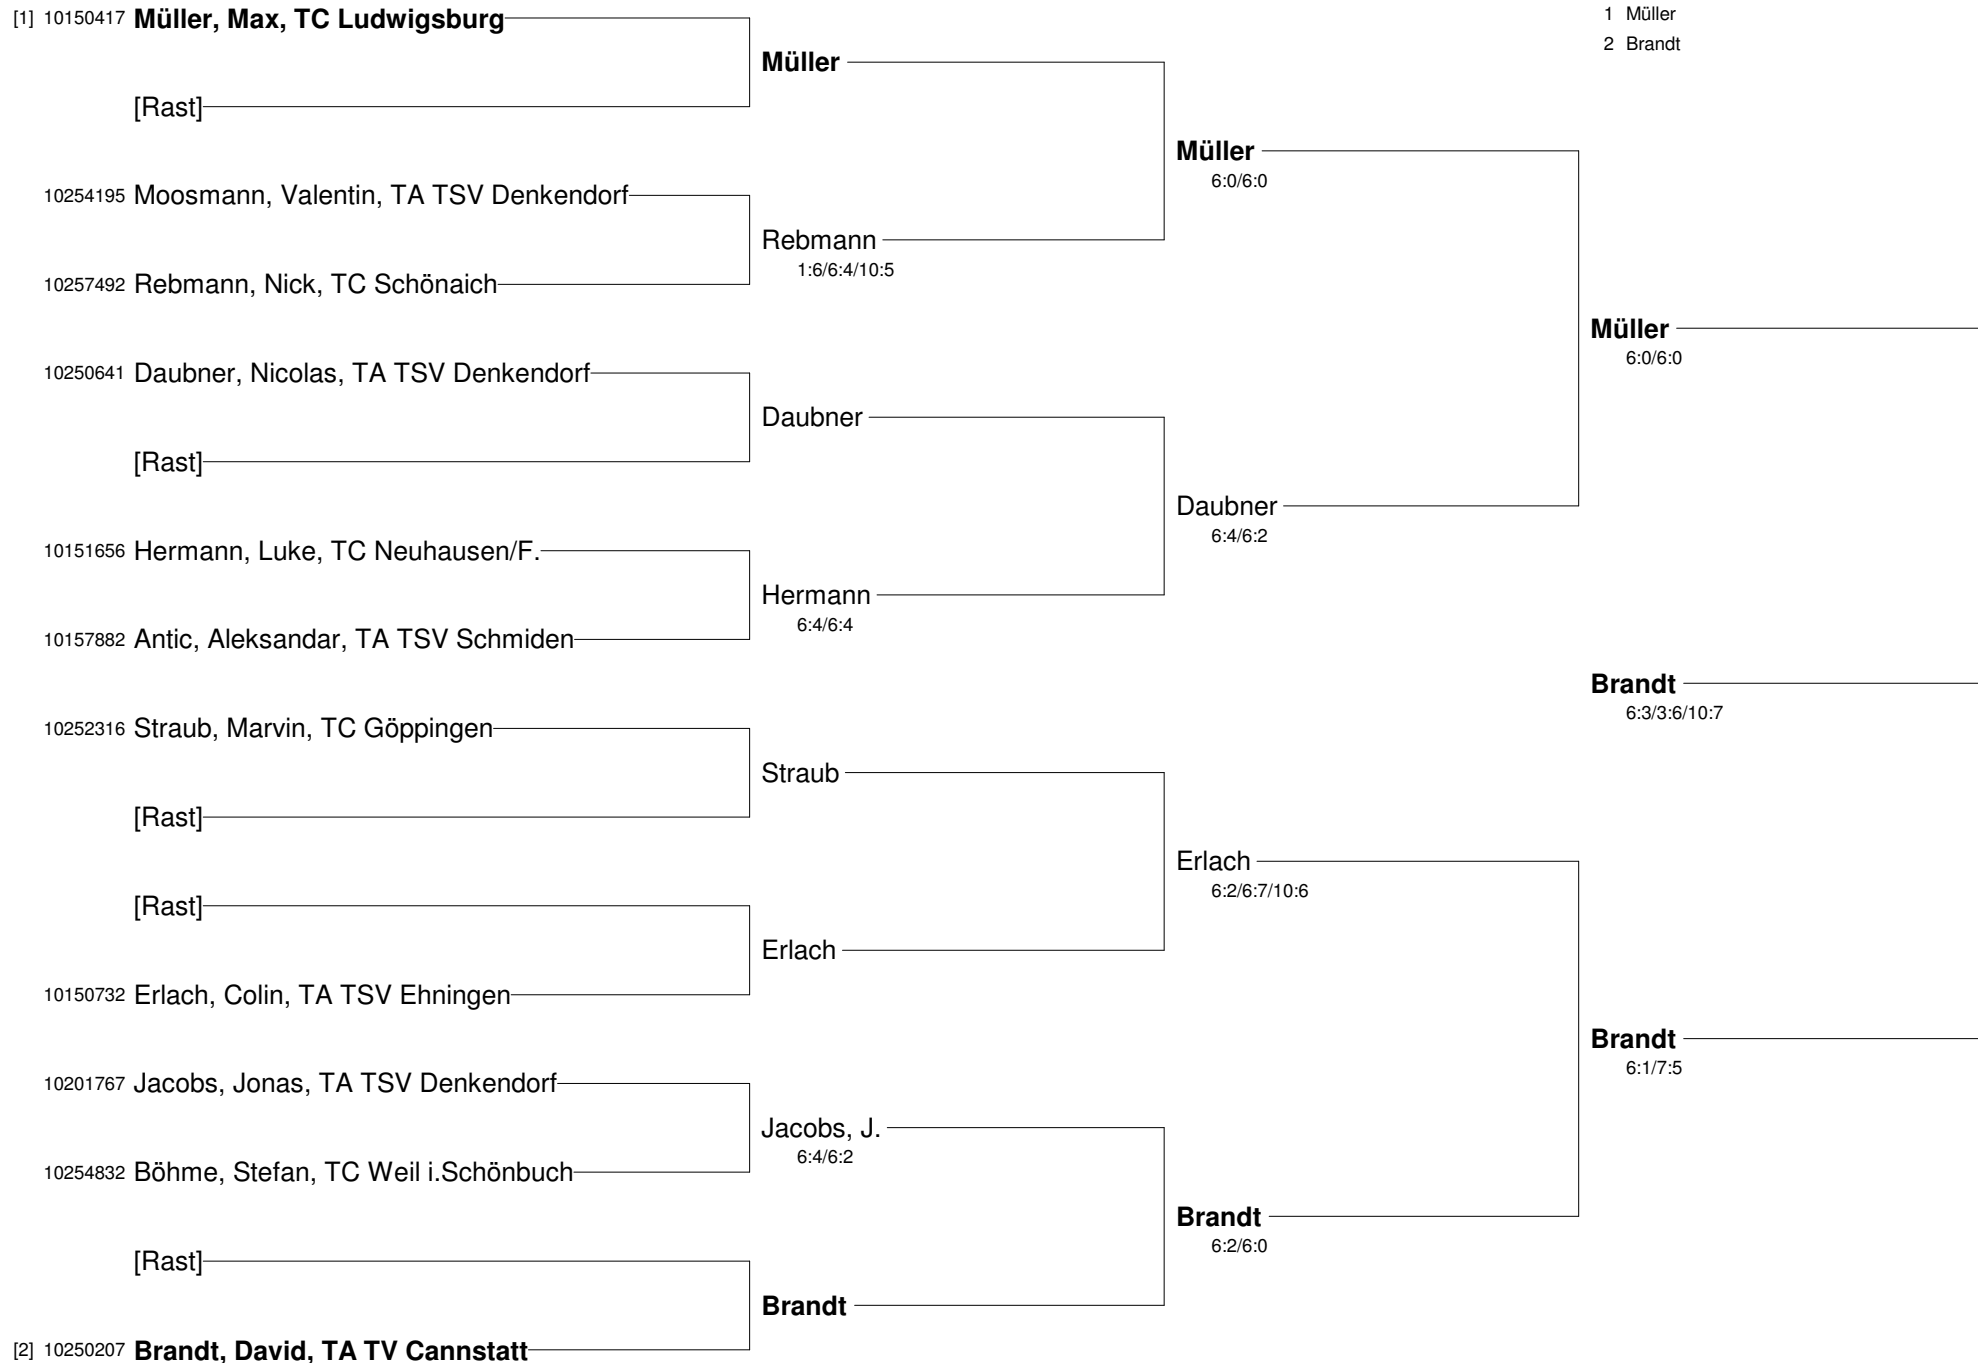 [1] 10150417 Müller, Max, TC Ludwigsburg
1 Müller
2 Brandt
Müller
[Rast]
Müller
6:0/6:0
10254195 Moosmann, Valentin, TA TSV Denkendorf
Rebmann
1:6/6:4/10:5
10257492 Rebmann, Nick, TC Schönaich
Müller
6:0/6:0
10250641 Daubner, Nicolas, TA TSV Denkendorf
Daubner
[Rast]
Daubner
6:4/6:2
10151656 Hermann, Luke, TC Neuhausen/F.
Hermann
6:4/6:4
10157882 Antic, Aleksandar, TA TSV Schmiden
Brandt
6:3/3:6/10:7
10252316 Straub, Marvin, TC Göppingen
Straub
[Rast]
Erlach
6:2/6:7/10:6
[Rast]
Erlach
10150732 Erlach, Colin, TA TSV Ehningen
Brandt
6:1/7:5
10201767 Jacobs, Jonas, TA TSV Denkendorf
Jacobs, J.
6:4/6:2
10254832 Böhme, Stefan, TC Weil i.Schönbuch
Brandt
6:2/6:0
[Rast]
Brandt
[2] 10250207 Brandt, David, TA TV Cannstatt